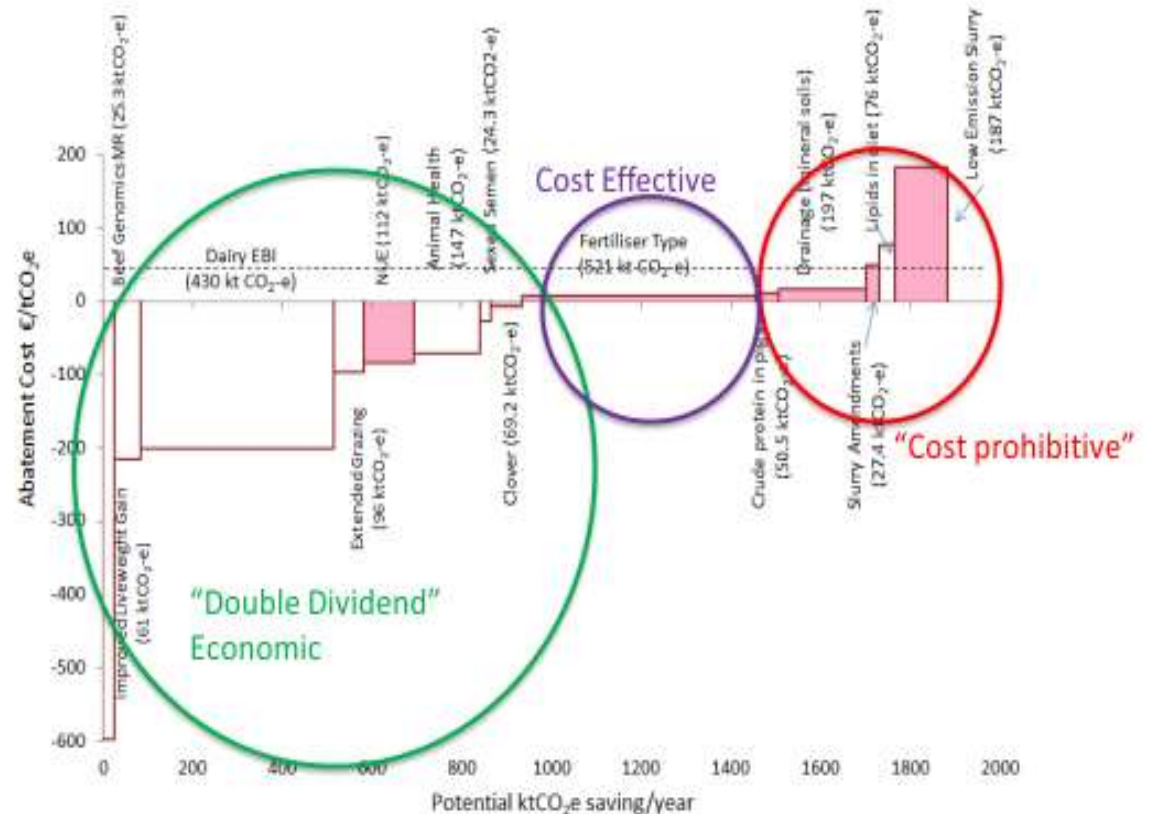 Abatement Cost €/tCO2e
200
100
0
-100
-200
-300
-400
-500
-600
0 200 400 600 800 1000 1200 1400 1600 1800 2000
Potential ktCO2e saving/year
Beef Genomics MR (25.3 ktCO2-e)
Improved Liveweight Gain
(61 ktCO2-e)
Dairy EBI
(430 kt CO2-e)
Extended Grazing
(96 ktCO2-e)
NUE (112 ktCO2-e)
Animal Health
(147 ktCO2-e)
Sexed Semen (24.3 ktCO2-e)
Clover (69.2 ktCO2-e)
Cost Effective
Fertiliser Type
(521 kt CO2-e)
Crude protein in
(50.5 ktCO2-e)
Drainage (mineral soils)
(197 ktCO2-e)
Slurry Amendments
(27.4 ktCO2-e)
Lipids in diet (76 ktCO2-e)
Low Emission Slurry
(187 ktCO2-e)
“Double Dividend”
Economic
“Cost prohibitive”